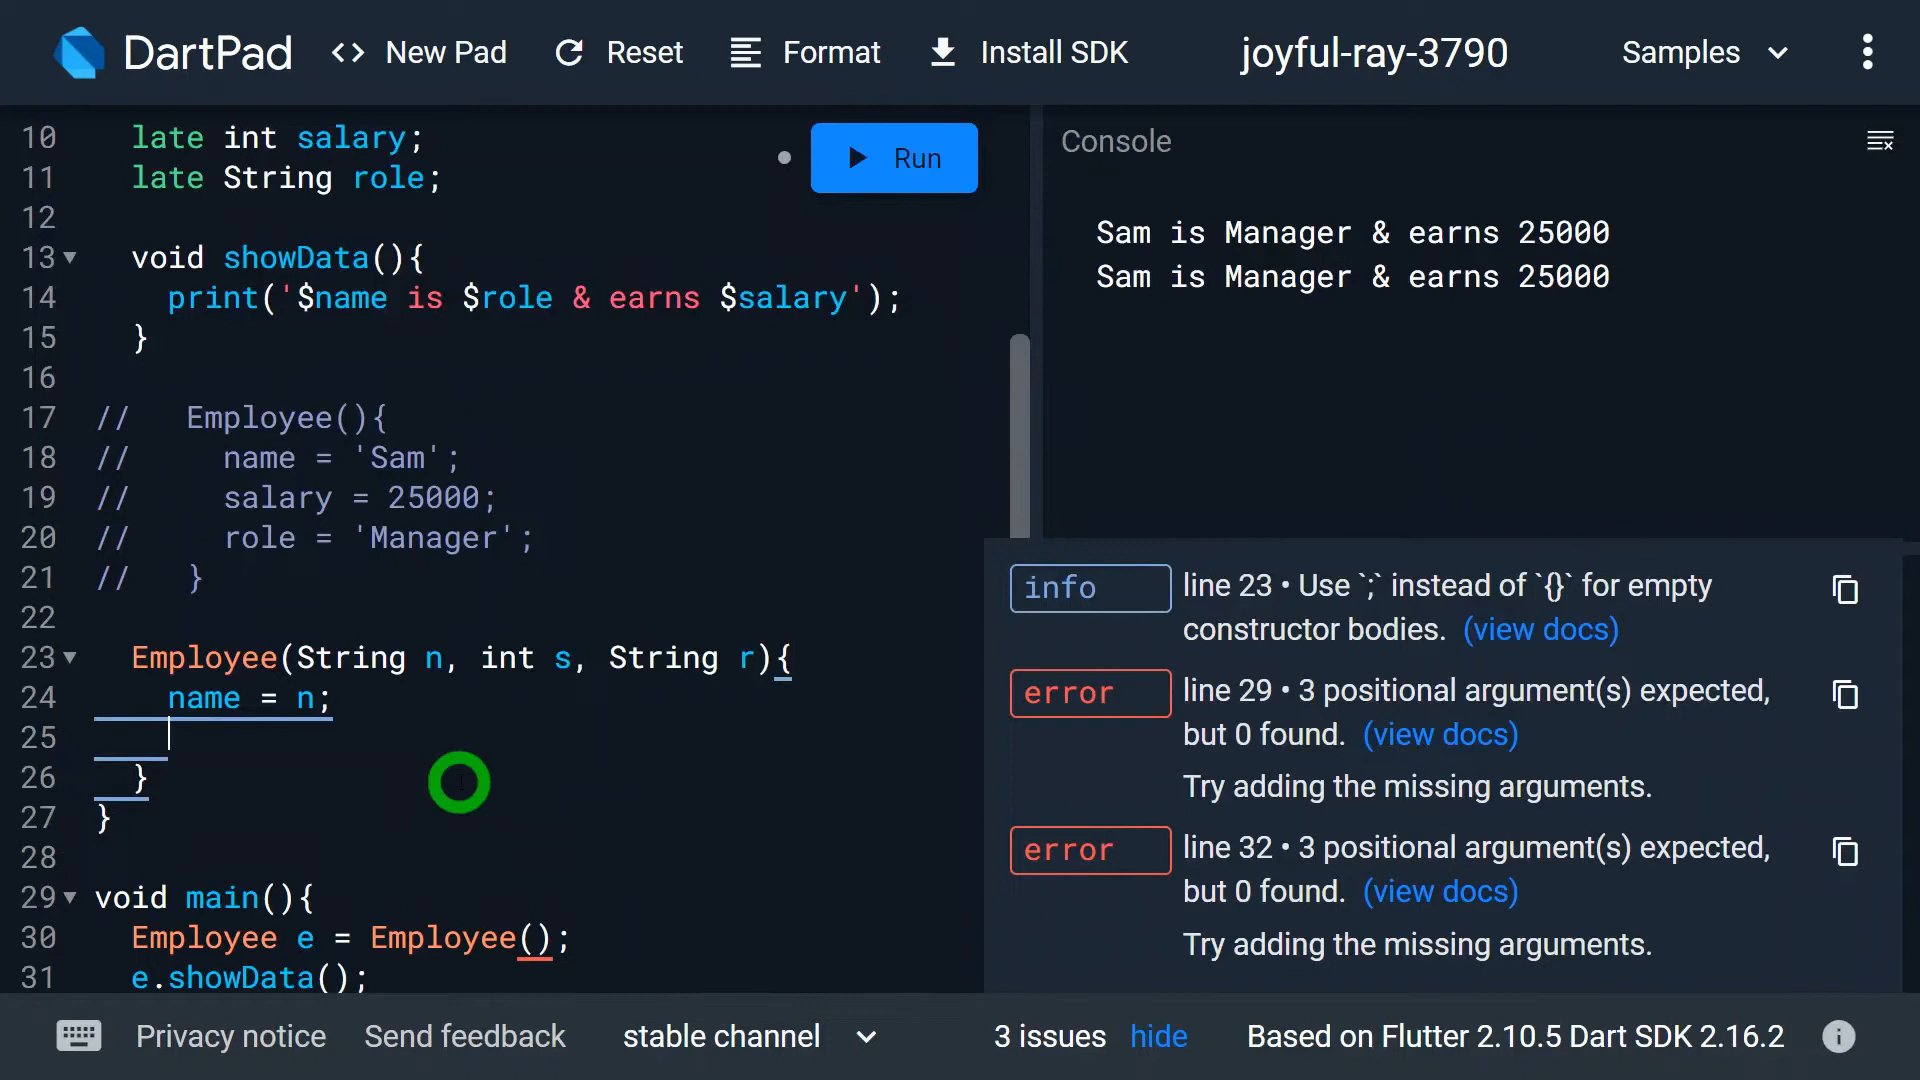 DartPad <> New Pad Reset Format Install SDK joyful-ray-3790 Samples
10 late int salary;
11 late String role;
12
13 void showData(){
14 print('$name is $role & earns $salary');
15 }
16
17 // Employee(){
18 // name = 'Sam';
19 // salary = 25000;
20 // role = 'Manager';
21 // }
22
23 Employee(String n, int s, String r){
24 name = n;
25
26 }
27 }
28
29 void main(){
30 Employee e = Employee();
31 e.showData();
Run
Console
Sam is Manager & earns 25000
Sam is Manager & earns 25000
info line 23 • Use `;` instead of `{}` for empty
constructor bodies. (view docs)
error line 29 • 3 positional argument(s) expected,
but 0 found. (view docs)
Try adding the missing arguments.
error line 32 • 3 positional argument(s) expected,
but 0 found. (view docs)
Try adding the missing arguments.
Privacy notice Send feedback stable channel 3 issues hide Based on Flutter 2.10.5 Dart SDK 2.16.2